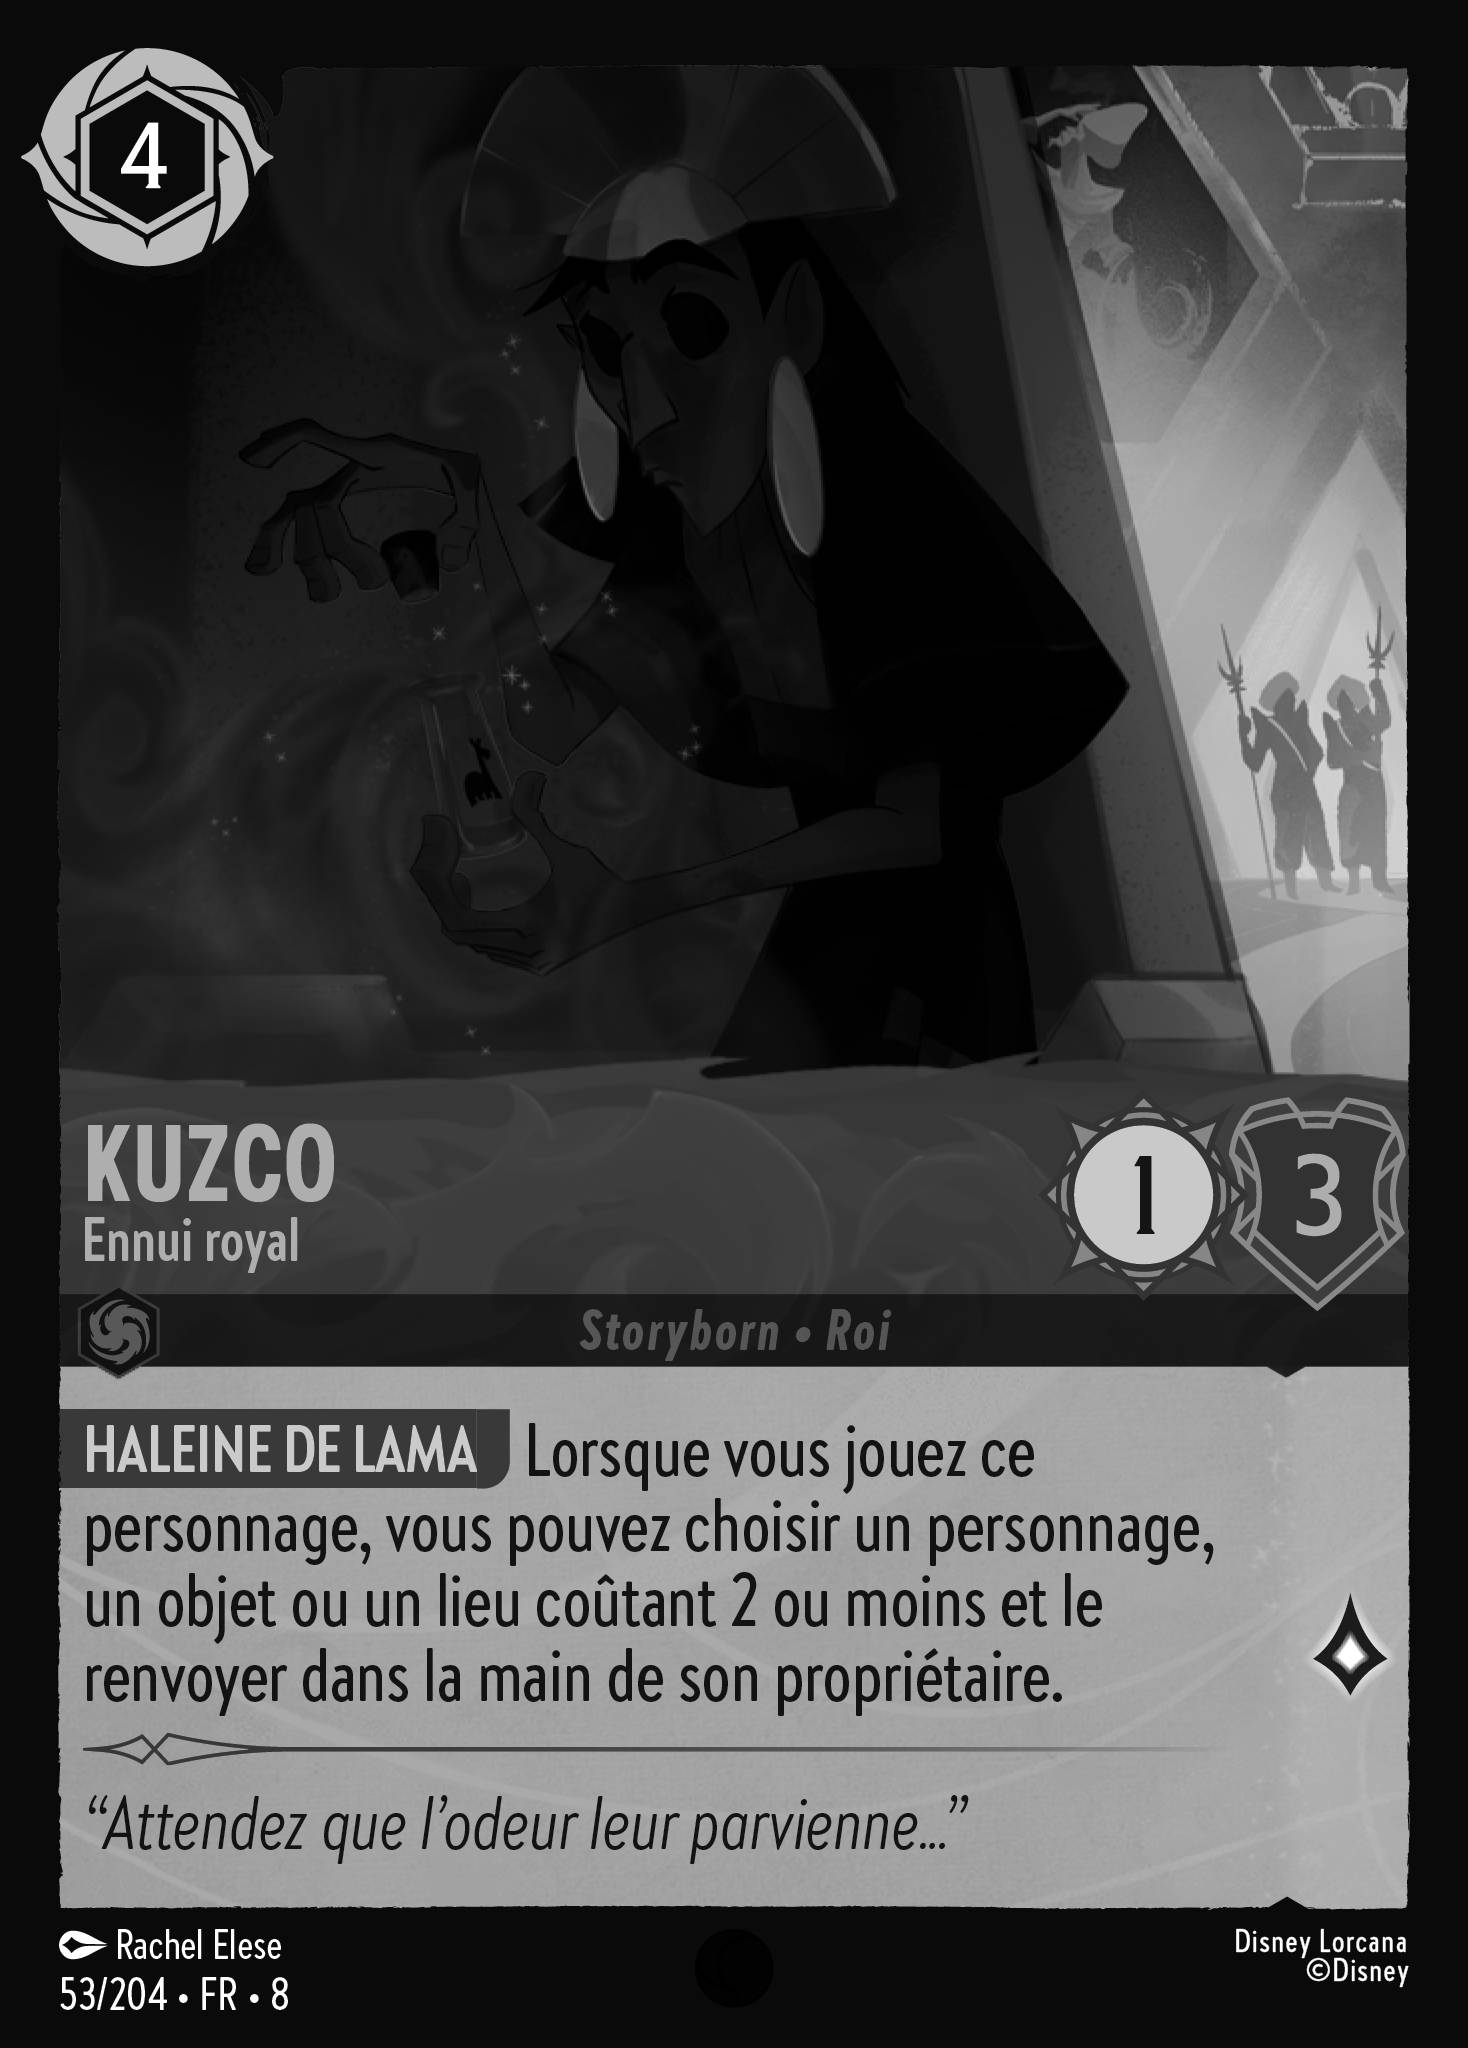 4
KUZCO
Ennui royal
1
3
Storyborn • Roi
HALEINE DE LAMA Lorsque vous jouez ce
personnage, vous pouvez choisir un personnage,
un objet ou un lieu coûtant 2 ou moins et le
renvoyer dans la main de son propriétaire.
“Attendez que l’odeur leur parvienne...”
Rachel Elese
53/204 • FR • 8
Disney Lorcana
©Disney